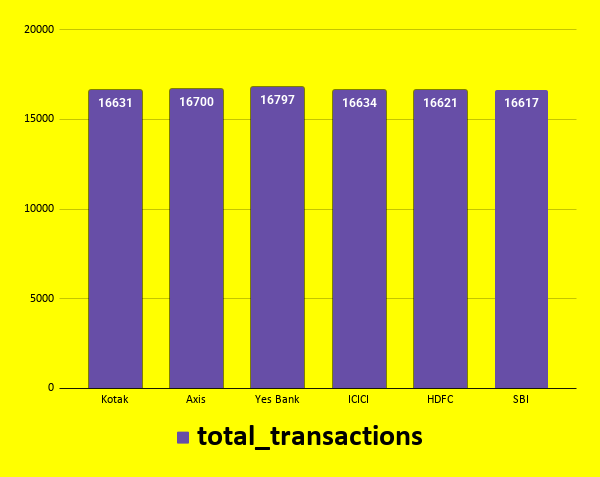 20000
16631 16700 16797 16634 16621 16617
15000
10000
5000
0
Kotak Axis Yes Bank ICICI HDFC SBI
total_transactions